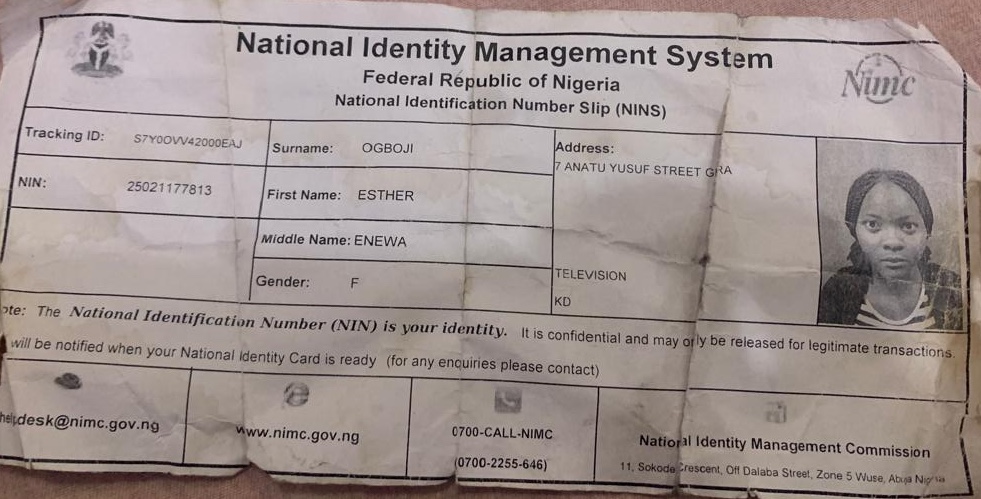 National Identity Management System
Federal Republic of Nigeria
National Identification Number Slip (NINS)
Nimc
Tracking ID: S7Y0OVV42000EAJ
NIN: 25021177813
Surname: OGBOJI
First Name: ESTHER
Middle Name: ENEWA
Gender: F
Address:
7 ANATU YUSUF STREET GRA
TELEVISION
KD
ote: The National Identification Number (NIN) is your identity. It is confidential and may only be released for legitimate transactions.
will be notified when your National Identity Card is ready (for any enquiries please contact)
helpdesk@nimc.gov.ng
www.nimc.gov.ng
0700-CALL-NIMC
(0700-2255-646)
National Identity Management Commission
11, Sokode Crescent, Off Dalaba Street, Zone 5 Wuse, Abuja Nigeria